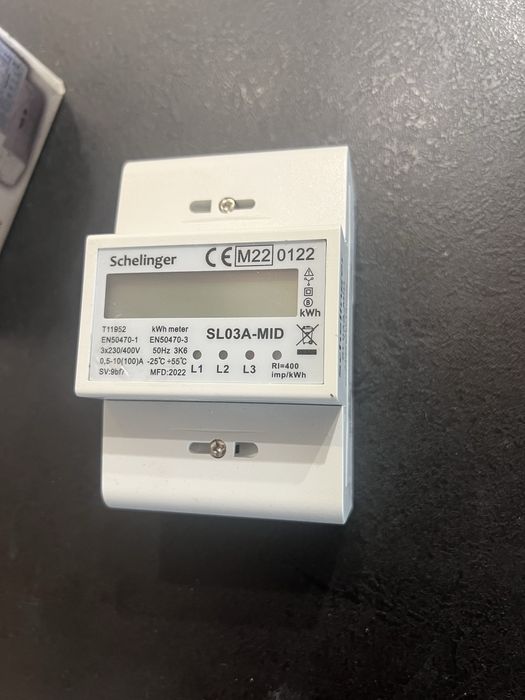 Schelinger CE M22 0122
kWh
T11952 kWh meter
EN50470-1 EN50470-3
3x230/400V 50Hz 3K6
0,5-10(100)A -25°C +55°C
SV:9bf7 MFD:2022
SL03A-MID
L1 L2 L3
RI=400
imp/kWh